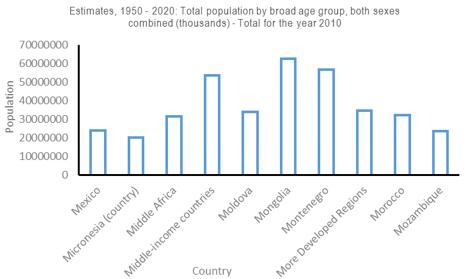 Estimates, 1950 - 2020: Total population by broad age group, both sexes
combined (thousands) - Total for the year 2010
70000000
60000000
50000000
40000000
30000000
20000000
10000000
0
Population
Mexico
Micronesia (country)
Middle Africa
Middle-income countries
Moldova
Mongolia
Montenegro
More Developed Regions
Morocco
Mozambique
Country